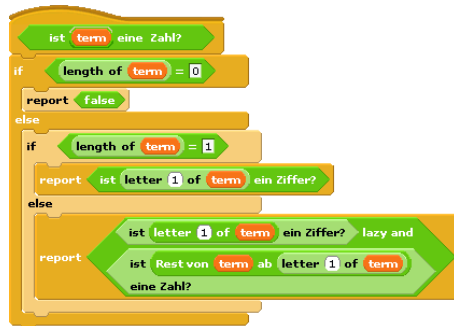 ist term eine Zahl?
if length of term = 0
report false
else
if length of term = 1
report ist letter 1 of term ein Ziffer?
else
ist letter 1 of term ein Ziffer? lazy and
report ist Rest von term ab letter 1 of term
eine Zahl?